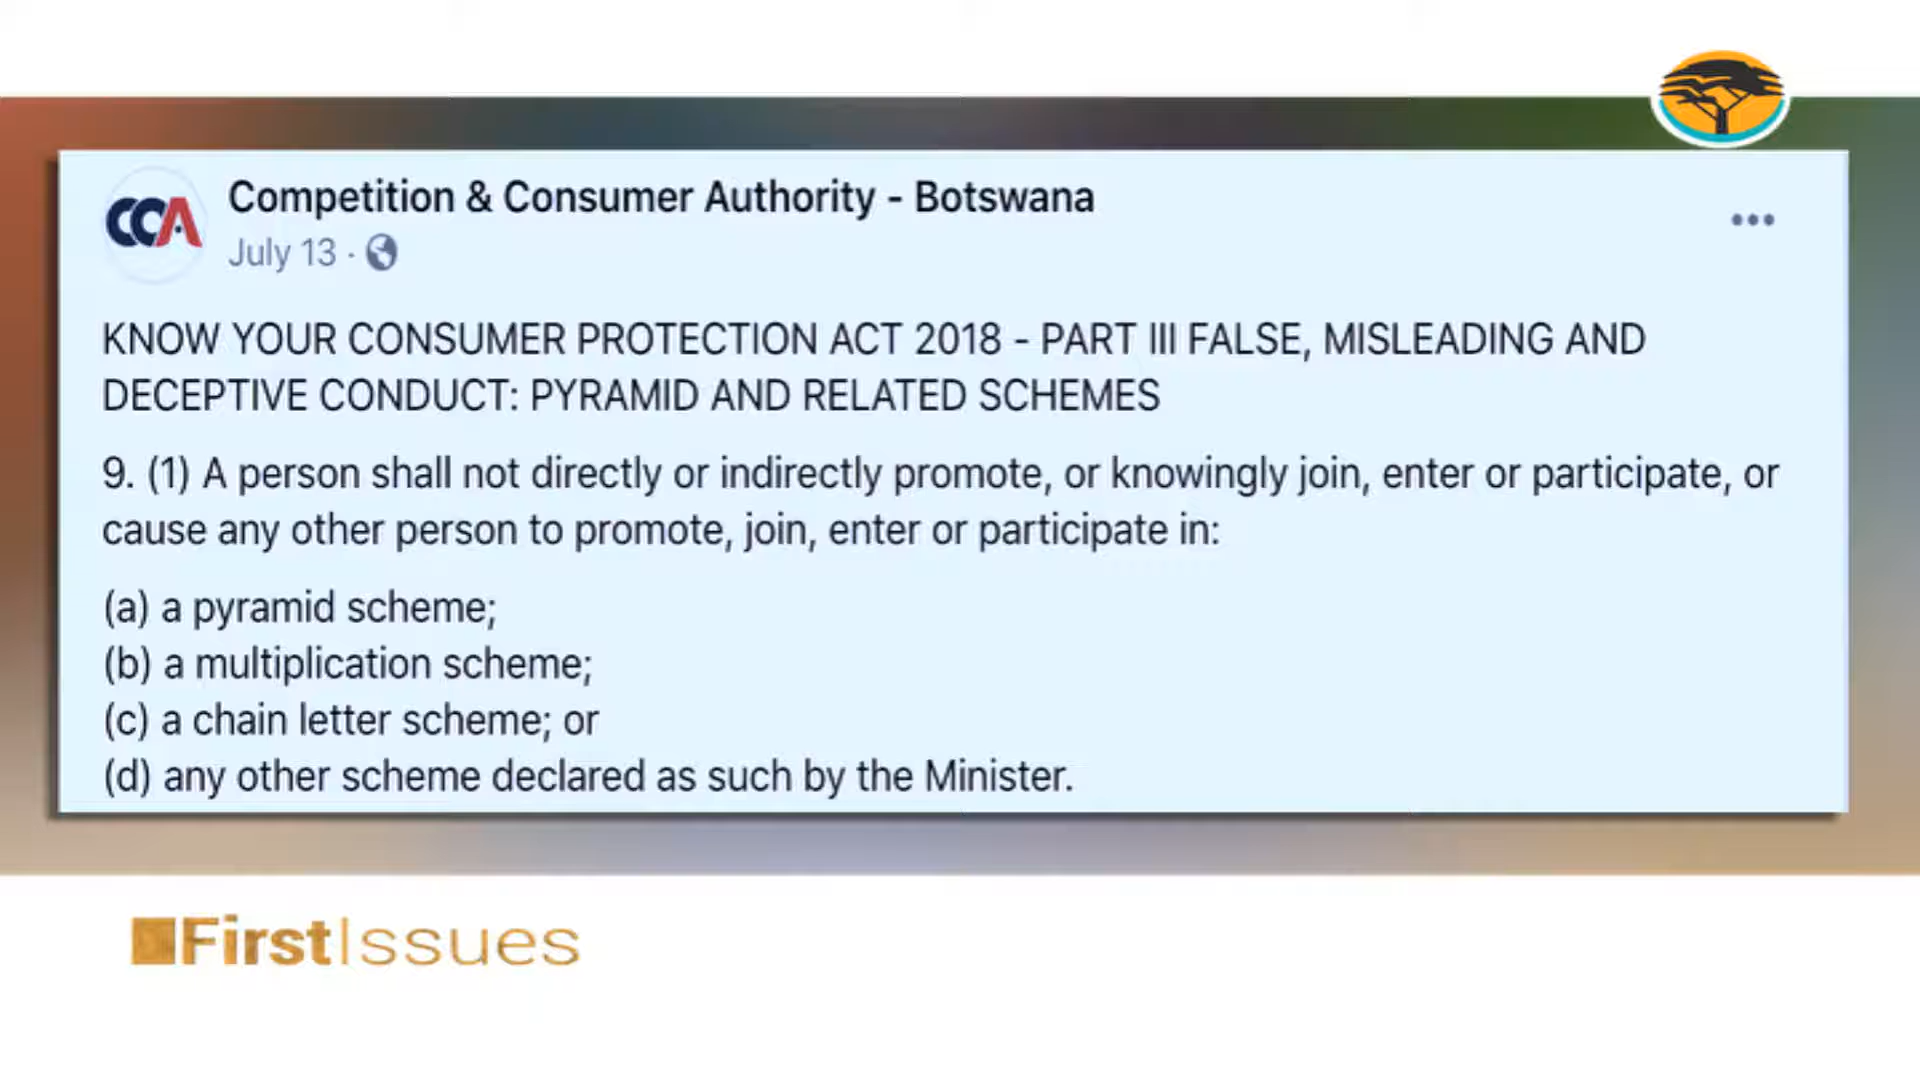 CCA
Competition & Consumer Authority - Botswana
July 13 ·
KNOW YOUR CONSUMER PROTECTION ACT 2018 - PART III FALSE, MISLEADING AND
DECEPTIVE CONDUCT: PYRAMID AND RELATED SCHEMES
9. (1) A person shall not directly or indirectly promote, or knowingly join, enter or participate, or
cause any other person to promote, join, enter or participate in:
(a) a pyramid scheme;
(b) a multiplication scheme;
(c) a chain letter scheme; or
(d) any other scheme declared as such by the Minister.
FirstIssues